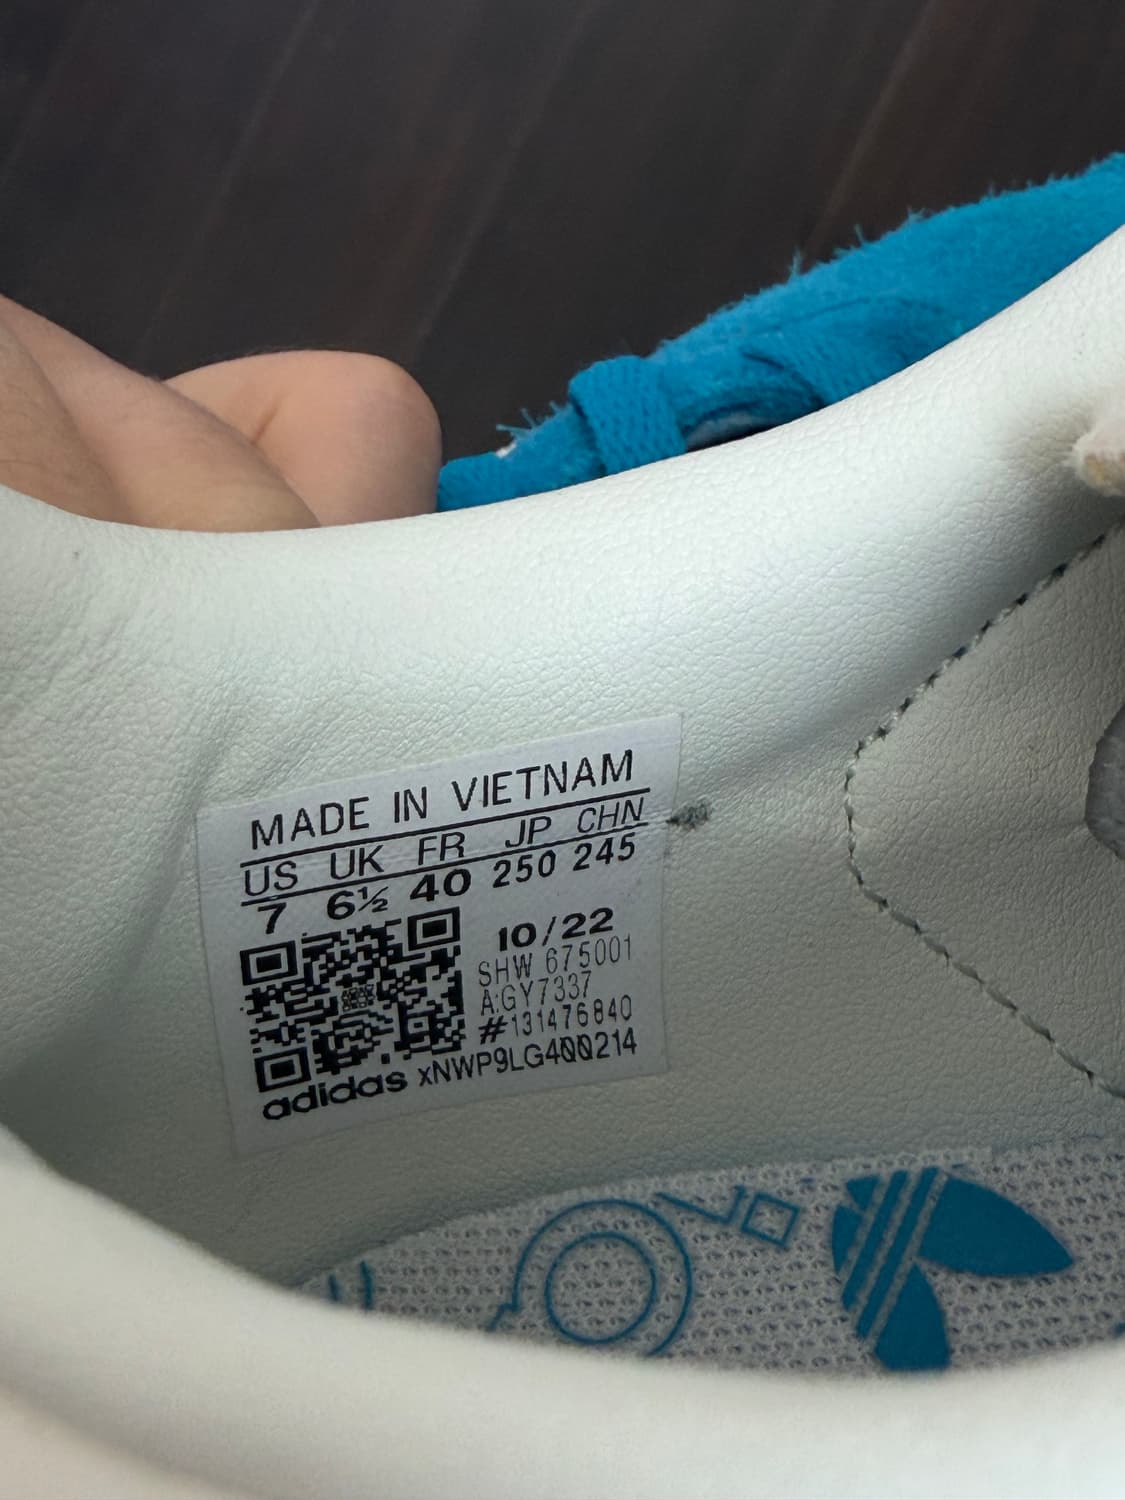 MADE IN VIETNAM
US UK FR JP CHN
7 6½ 40 250 245
10/22
SHW 675001
A:GY7337
#131476840
adidas xNWP9LG400214